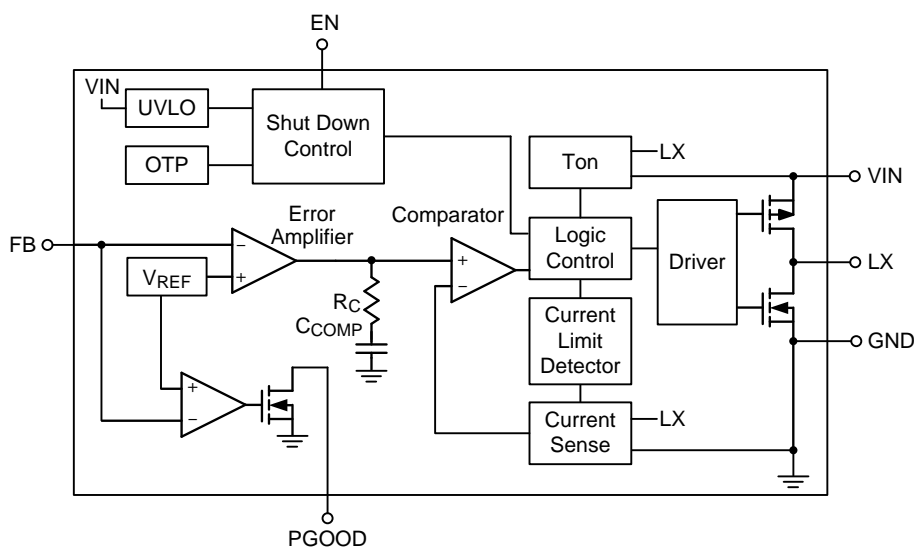 EN
VIN
UVLO
Shut Down
Control
OTP
Ton
LX
VIN
Error
Amplifier
Comparator
FB
−
+
+
−
Logic
Control
Driver
LX
VREF
RC
CCOMP
Current
Limit
Detector
GND
+
−
Current
Sense
LX
PGOOD